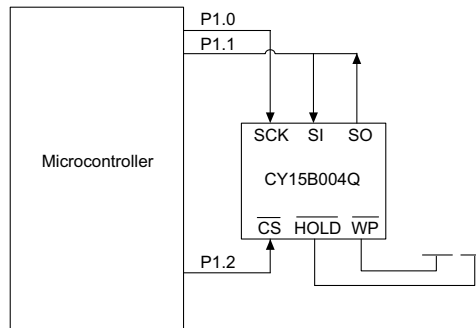 P1.0
P1.1
SCK SI SO
Microcontroller
CY15B004Q
CS HOLD WP
P1.2